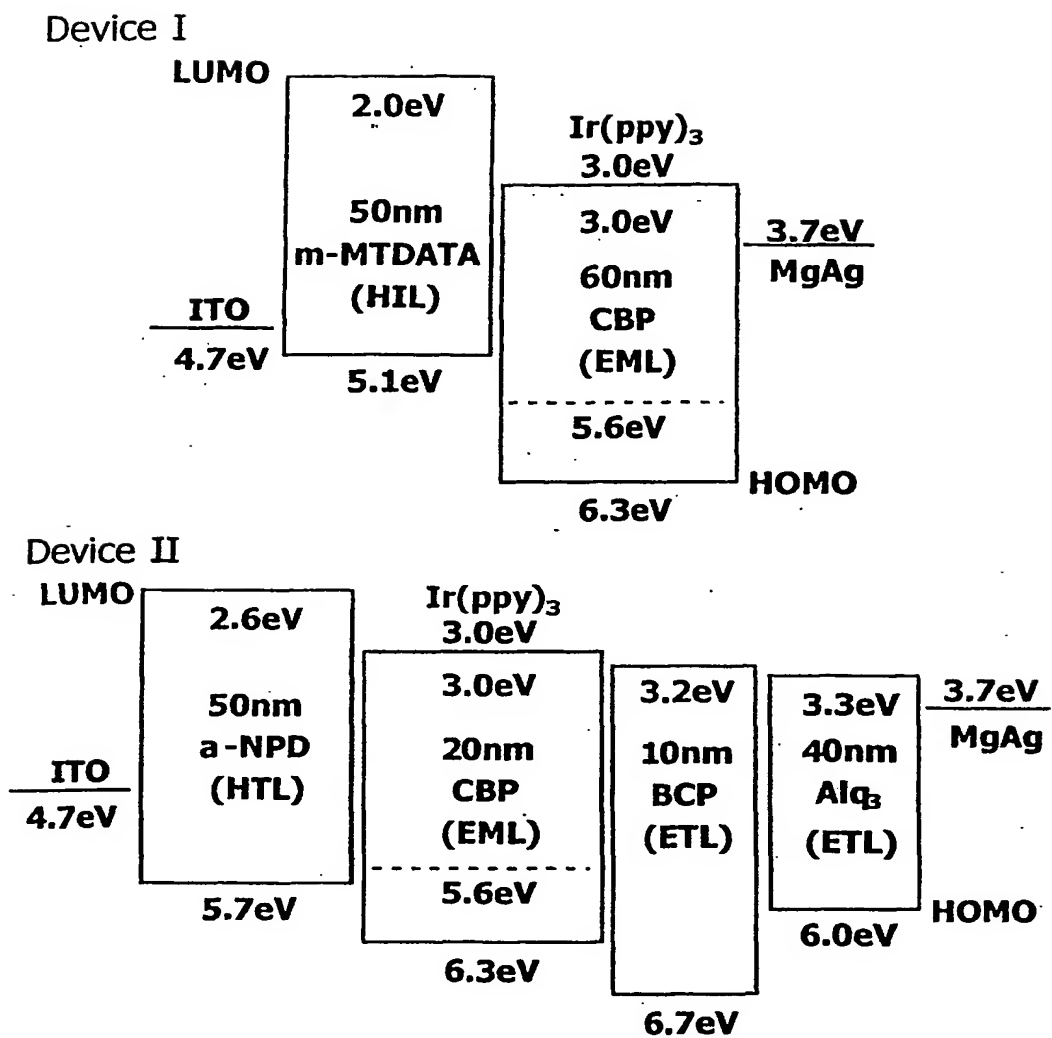 Device I
LUMO
2.0eV
50nm
m-MTDATA
(HIL)
5.1eV
ITO
4.7eV
Ir(ppy)₃
3.0eV
3.0eV
60nm
CBP
(EML)
5.6eV
6.3eV
3.7eV
MgAg
HOMO
Device II
LUMO
2.6eV
50nm
a-NPD
(HTL)
5.7eV
ITO
4.7eV
Ir(ppy)₃
3.0eV
3.0eV
20nm
CBP
(EML)
5.6eV
6.3eV
3.2eV
10nm
BCP
(ETL)
6.7eV
3.3eV
40nm
Alq₃
(ETL)
6.0eV
3.7eV
MgAg
HOMO